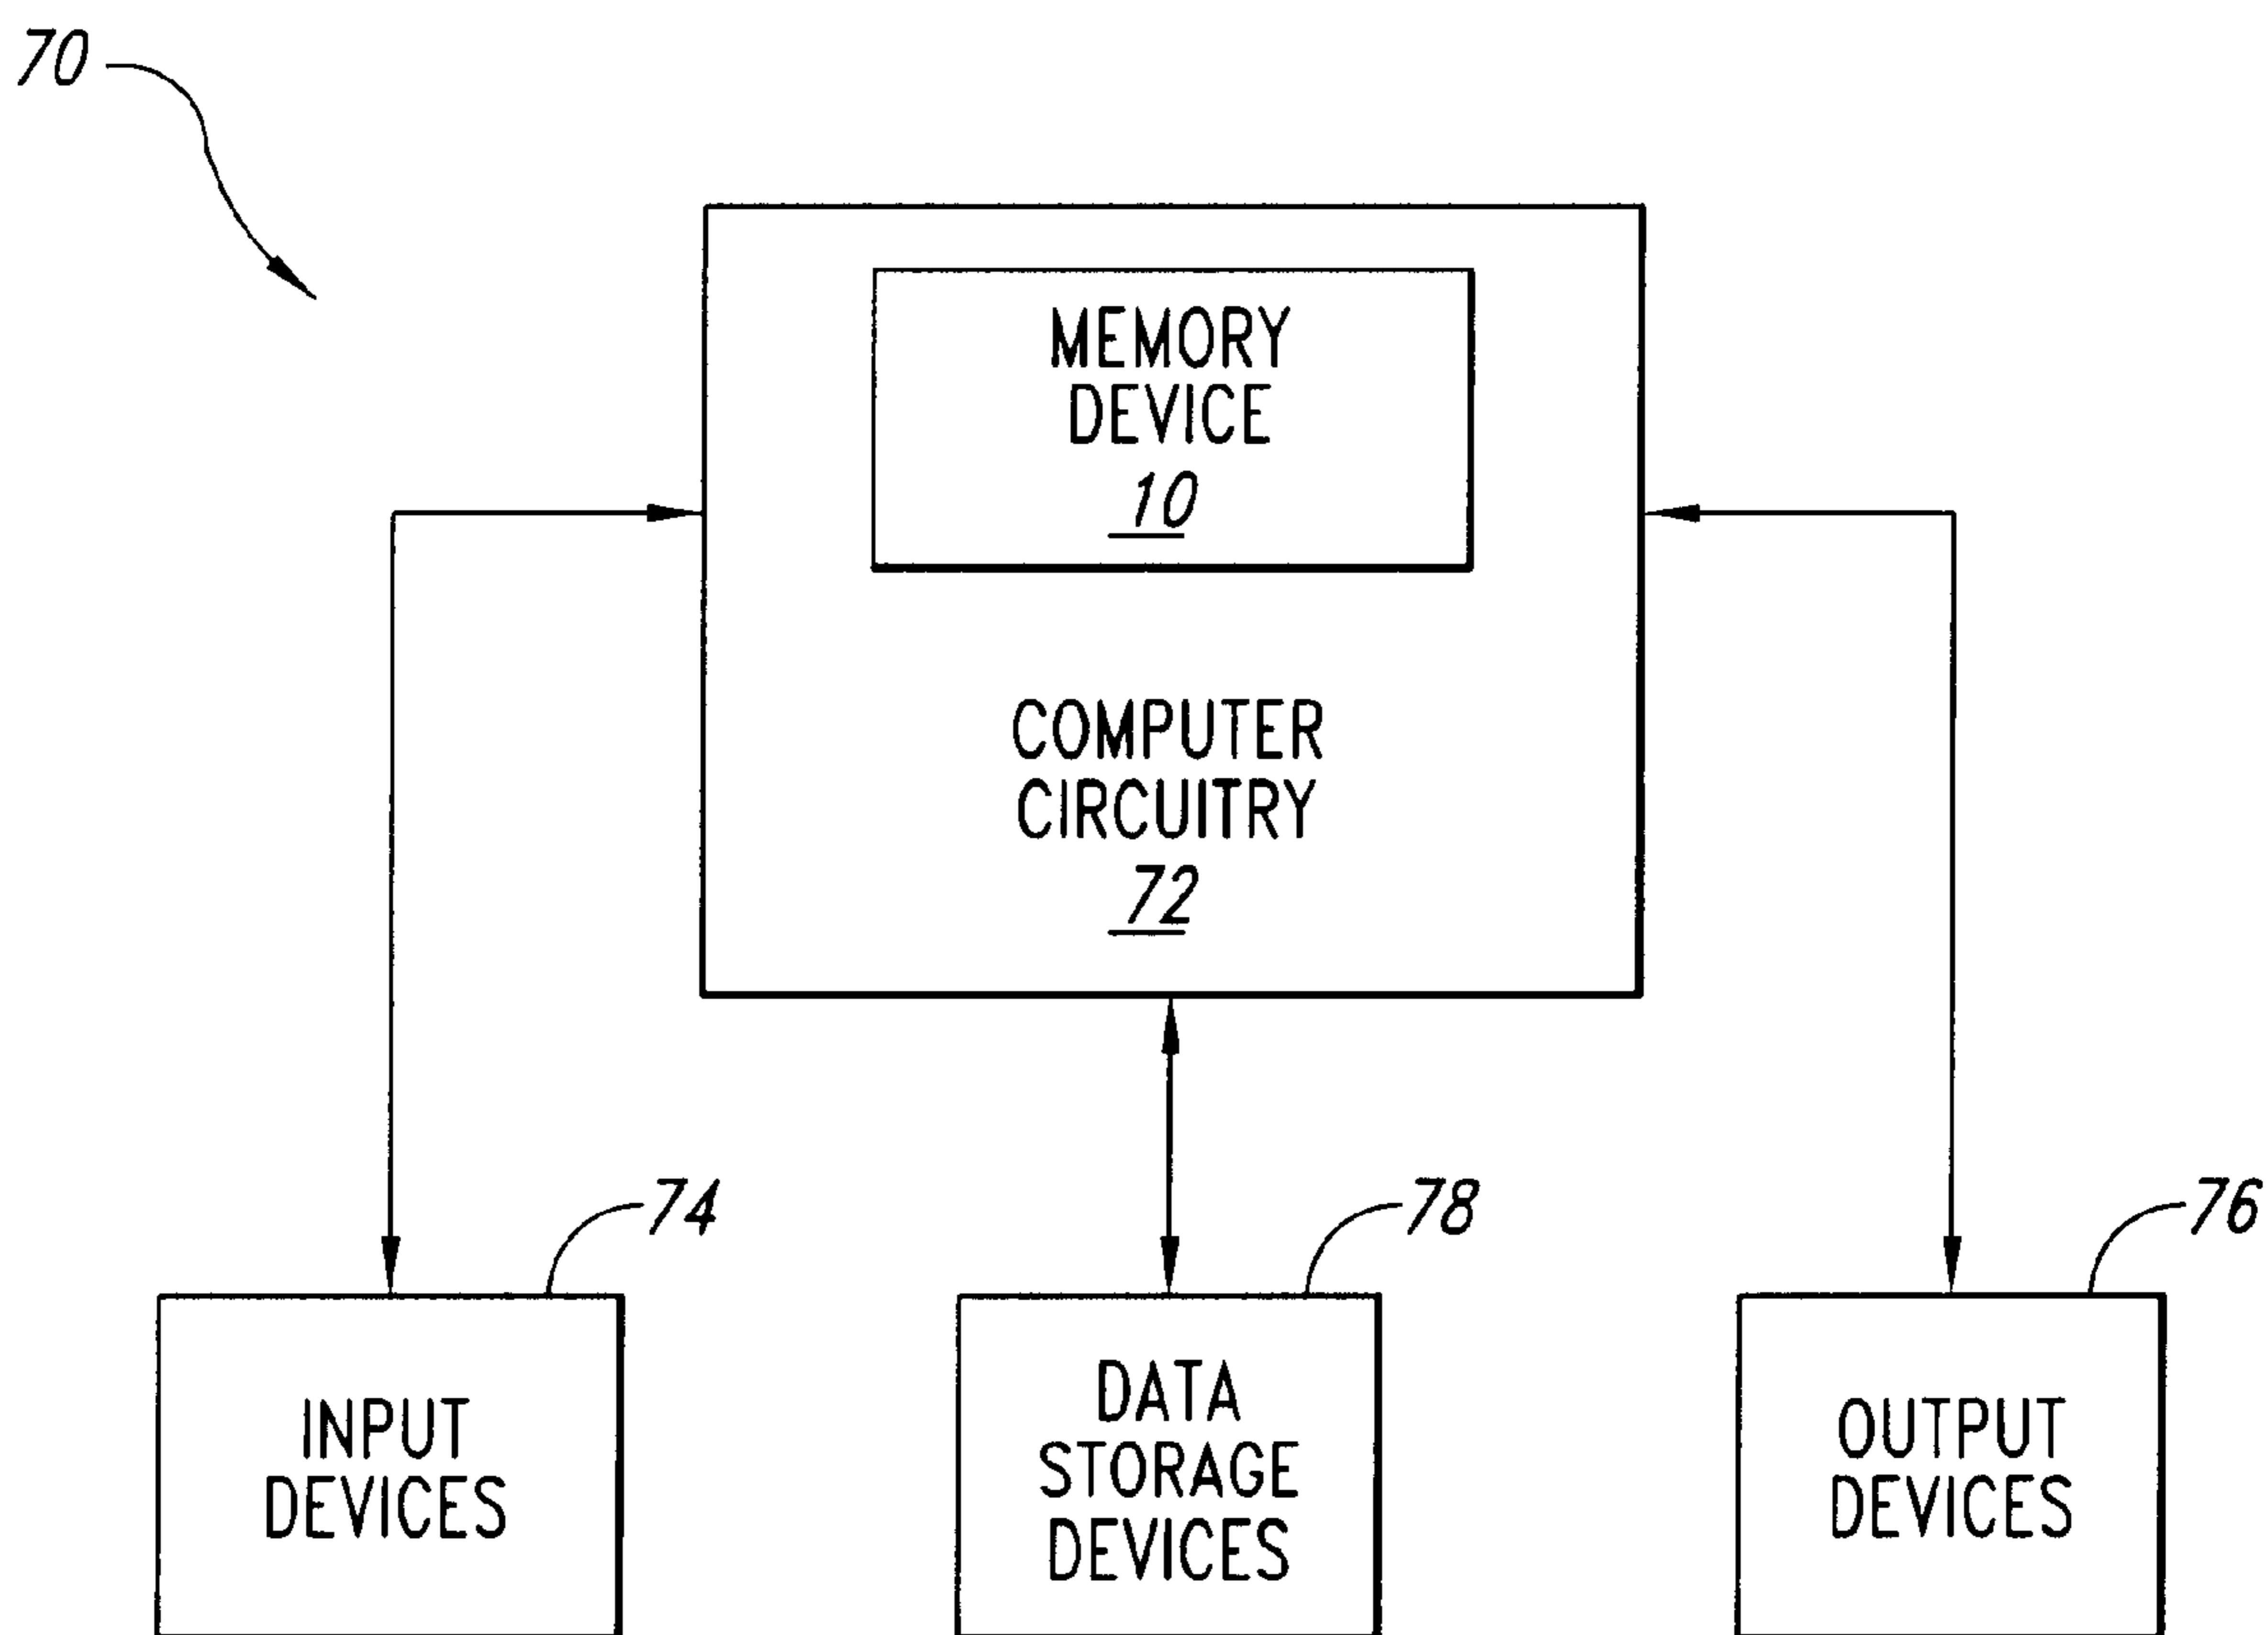 70
MEMORY
DEVICE
10
COMPUTER
CIRCUITRY
72
74
78
76
INPUT
DEVICES
DATA
STORAGE
DEVICES
OUTPUT
DEVICES